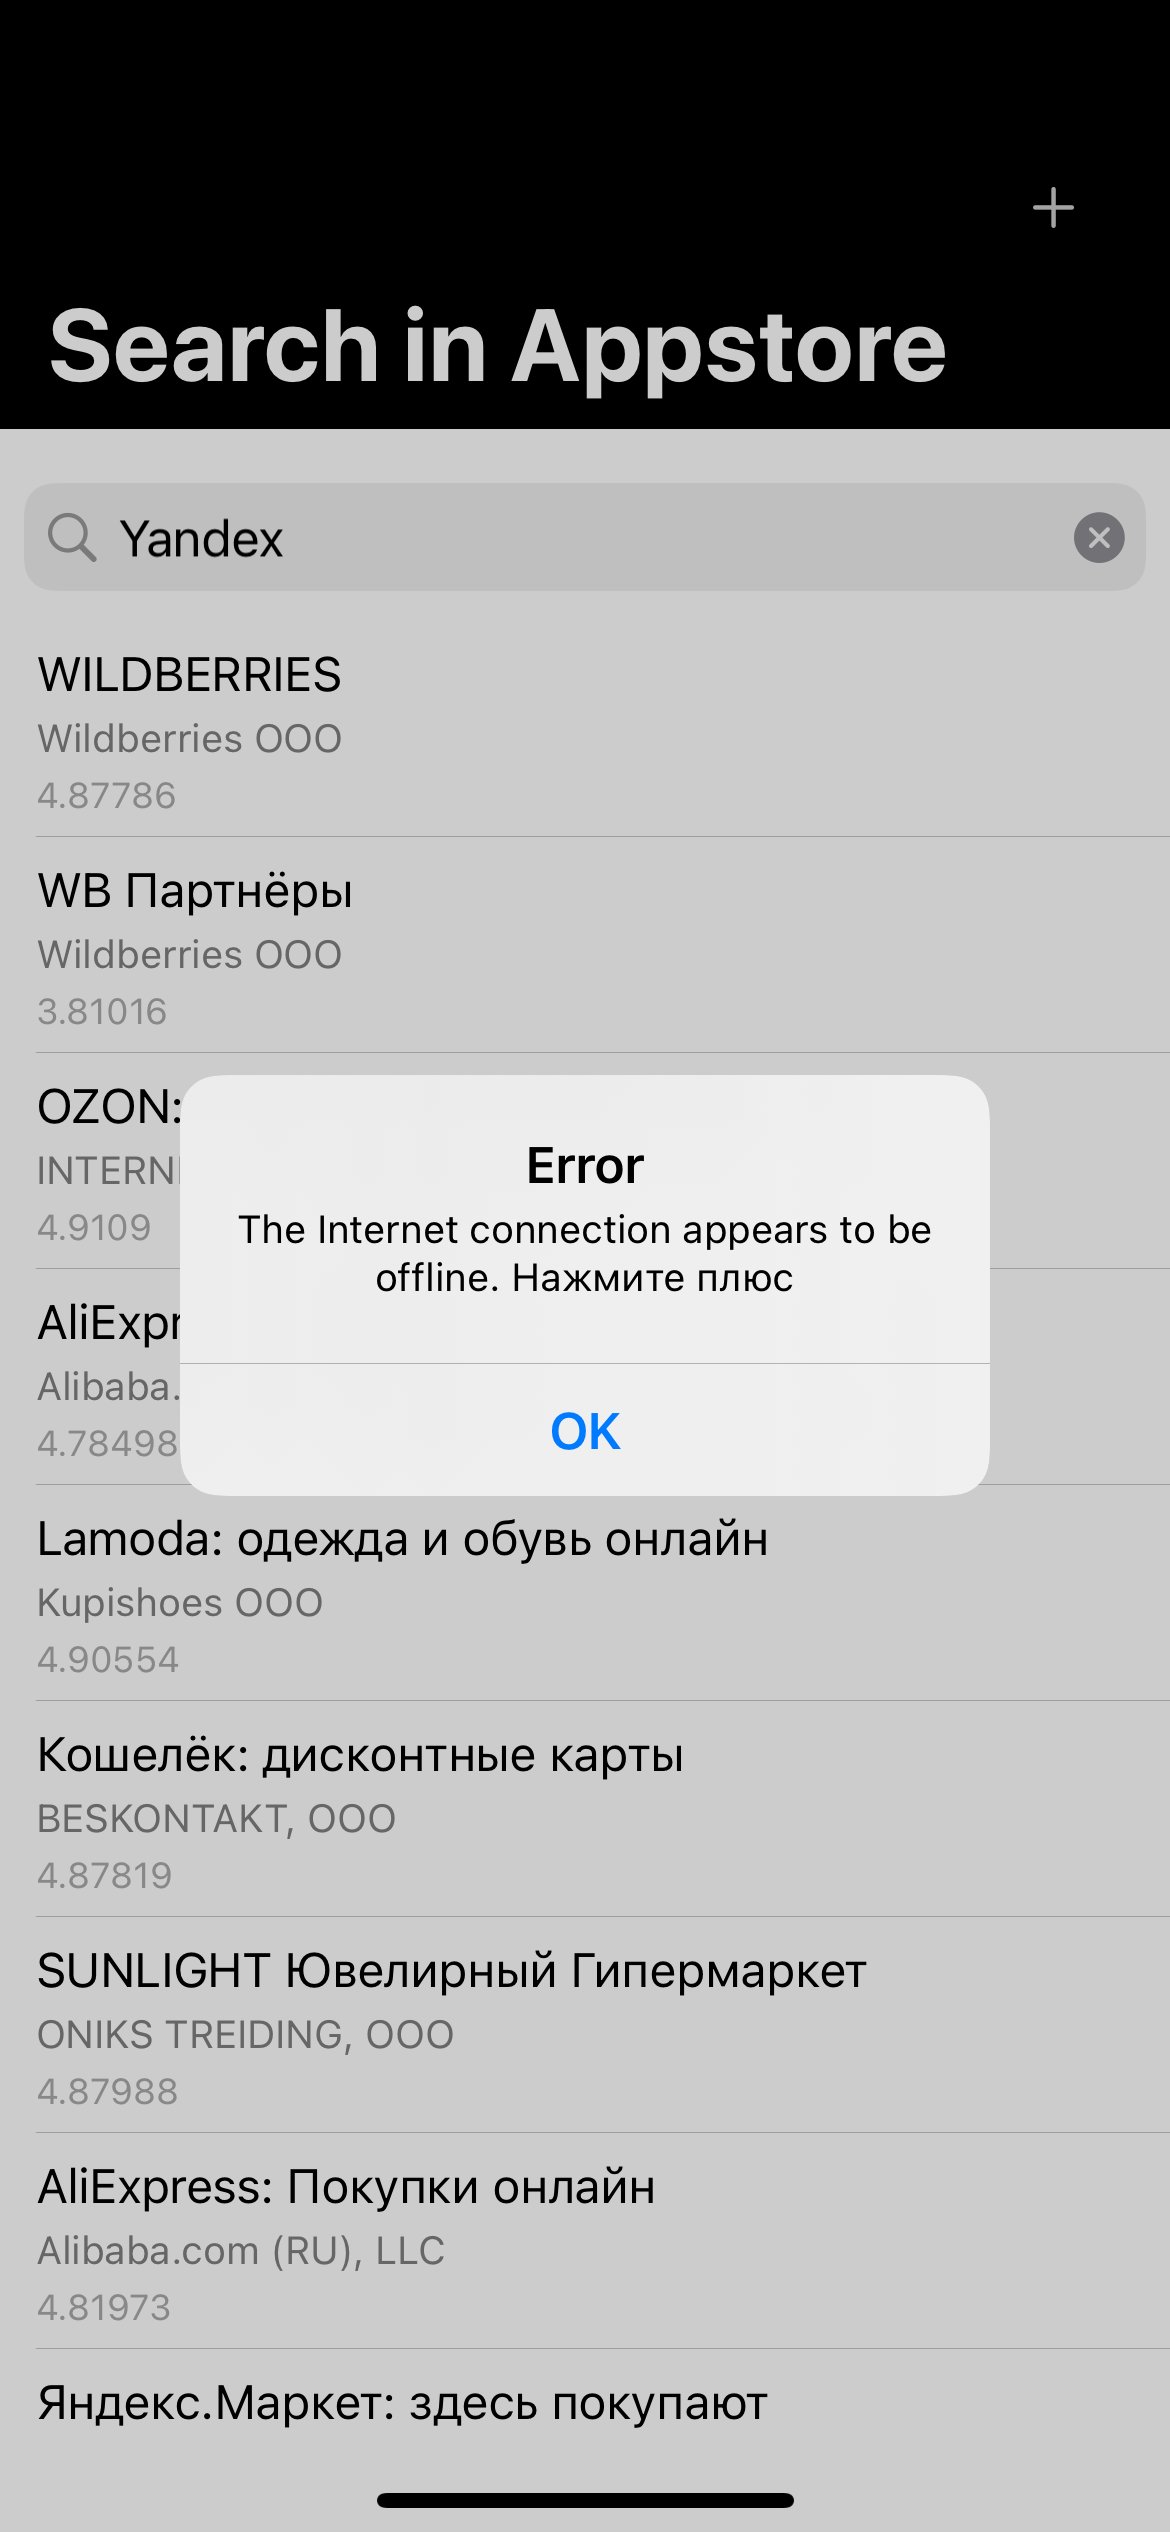 Search in Appstore
Yandex
WILDBERRIES
Wildberries OOO
4.87786
WB Партнёры
Wildberries OOO
3.81016
OZON:
4.9109
Error
The Internet connection appears to be
offline. Нажмите плюс
OK
Alibaba.
4.78498
Lamoda: одежда и обувь онлайн
Kupishoes OOO
4.90554
Кошелёк: дисконтные карты
BESKONTAKT, OOO
4.87819
SUNLIGHT Ювелирный Гипермаркет
ONIKS TREIDING, OOO
4.87988
AliExpress: Покупки онлайн
Alibaba.com (RU), LLC
4.81973
Яндекс.Маркет: здесь покупают